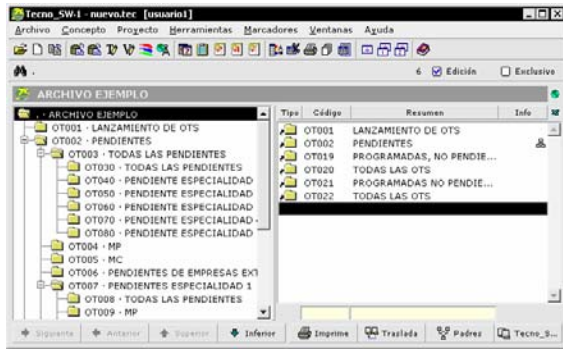 Tecno_SW-1 - nuevo.tec [usuario1]
Archivo Concepto Proyecto Herramientas Marcadores Ventanas Ayuda
6 Edición Exclusivo
ARCHIVO EJEMPLO
. · ARCHIVO EJEMPLO
OT001 · LANZAMIENTO DE OTS
OT002 · PENDIENTES
OT003 · TODAS LAS PENDIENTES
OT030 · TODAS LAS PENDIENTES
OT040 · PENDIENTE ESPECIALIDAD
OT050 · PENDIENTE ESPECIALIDAD
OT060 · PENDIENTE ESPECIALIDAD
OT070 · PENDIENTE ESPECIALIDAD
OT080 · PENDIENTE ESPECIALIDAD
OT004 · MP
OT005 · MC
OT006 · PENDIENTES DE EMPRESAS EXT
OT007 · PENDIENTES ESPECIALIDAD 1
OT008 · TODAS LAS PENDIENTES
OT009 · MP
Tipo Código Resumen Info
OT001 LANZAMIENTO DE OTS
OT002 PENDIENTES
OT019 PROGRAMADAS, NO PENDIE...
OT020 TODAS LAS OTS
OT021 PROGRAMADAS NO PENDIE...
OT022 TODAS LAS OTS
Siguiente Anterior Superior Inferior Imprime Traslada Padres Tecno_S...